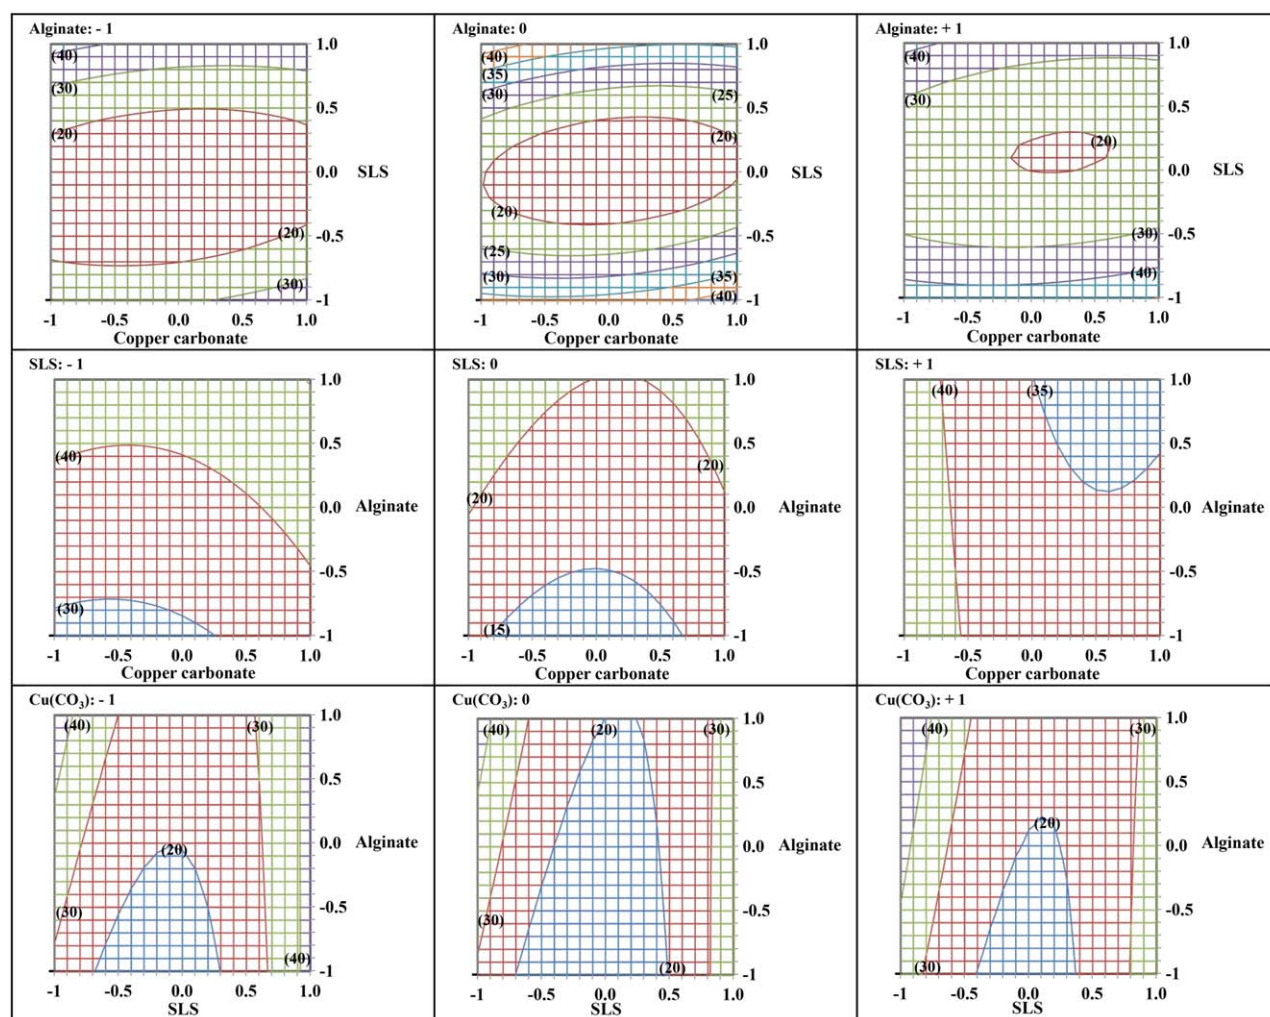 Alginate: - 1
(40)
(30)
(20)
(20)
(30)
1.0
0.5
0.0
-0.5
-1
SLS
-1 -0.5 0.0 0.5 1.0
Copper carbonate
Alginate: 0
(40)
(35)
(30)
(25)
(20)
(20)
(25)
(30)
(35)
(40)
1.0
0.5
0.0
-0.5
-1
SLS
-1 -0.5 0.0 0.5 1.0
Copper carbonate
Alginate: + 1
(40)
(30)
(20)
(30)
(40)
1.0
0.5
0.0
-0.5
-1
SLS
-1 -0.5 0.0 0.5 1.0
Copper carbonate
SLS: - 1
(40)
(30)
1.0
0.5
0.0
-0.5
-1
Alginate
-1 -0.5 0.0 0.5 1.0
Copper carbonate
SLS: 0
(20)
(20)
(15)
1.0
0.5
0.0
-0.5
-1
Alginate
-1 -0.5 0.0 0.5 1.0
Copper carbonate
SLS: + 1
(40) (35)
1.0
0.5
0.0
-0.5
-1
Alginate
-1 -0.5 0.0 0.5 1.0
Copper carbonate
Cu(CO₃): - 1
(40) (30)
(20)
(30)
(40)
1.0
0.5
0.0
-0.5
-1
Alginate
-1 -0.5 0.0 0.5 1.0
SLS
Cu(CO₃): 0
(40) (20) (30)
(30)
(20)
1.0
0.5
0.0
-0.5
-1
Alginate
-1 -0.5 0.0 0.5 1.0
SLS
Cu(CO₃): + 1
(40) (30)
(20)
(30)
1.0
0.5
0.0
-0.5
-1
Alginate
-1 -0.5 0.0 0.5 1.0
SLS